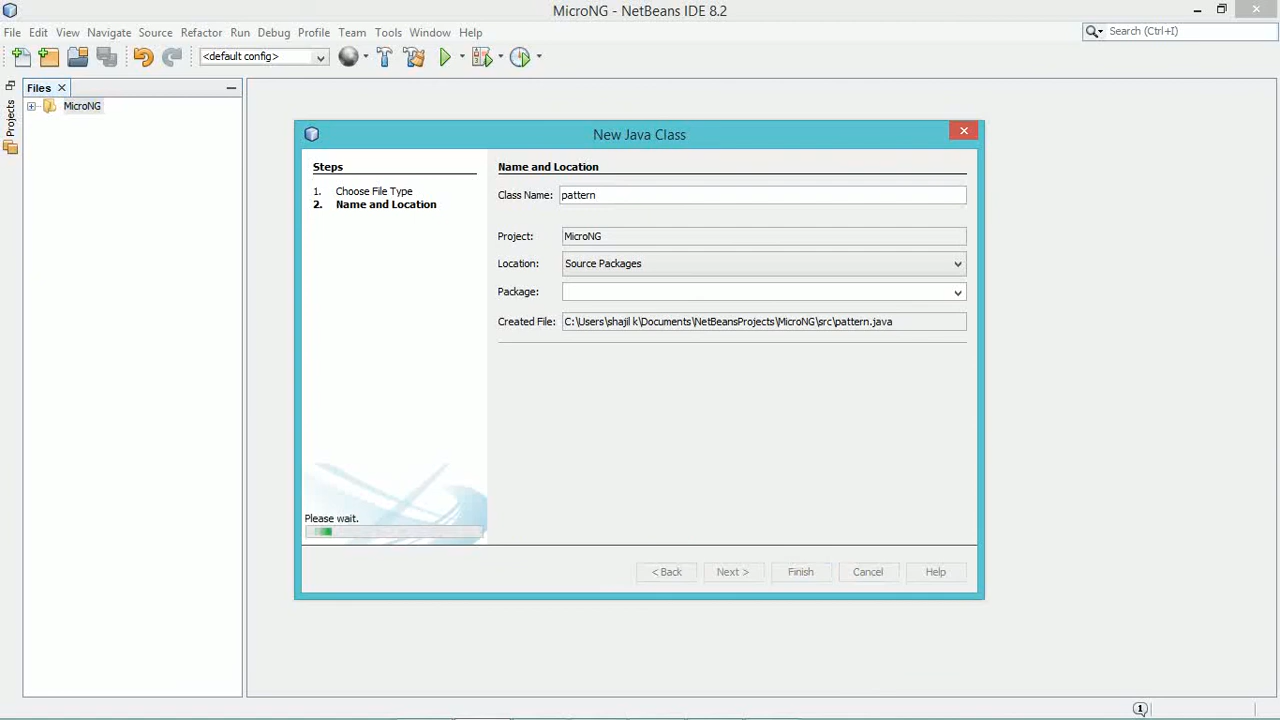 MicroNG - NetBeans IDE 8.2
File Edit View Navigate Source Refactor Run Debug Profile Team Tools Window Help
Search (Ctrl+I)
<default config>
Files
Projects
MicroNG
New Java Class
Steps
1. Choose File Type
2. Name and Location
Name and Location
Class Name: pattern
Project: MicroNG
Location: Source Packages
Package:
Created File: C:\Users\shajil k\Documents\NetBeansProjects\MicroNG\src\pattern.java
Please wait.
< Back Next > Finish Cancel Help
1